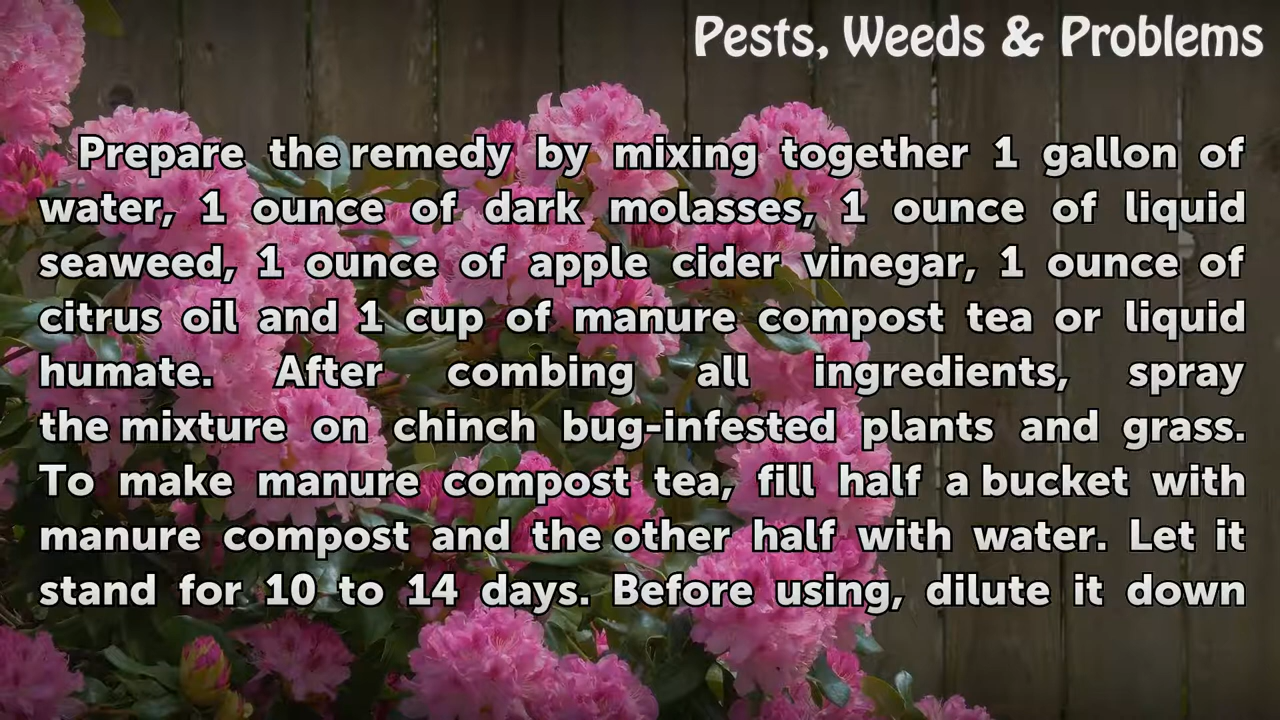 Pests, Weeds & Problems
Prepare the remedy by mixing together 1 gallon of
water, 1 ounce of dark molasses, 1 ounce of liquid
seaweed, 1 ounce of apple cider vinegar, 1 ounce of
citrus oil and 1 cup of manure compost tea or liquid
humate. After combing all ingredients, spray
the mixture on chinch bug-infested plants and grass.
To make manure compost tea, fill half a bucket with
manure compost and the other half with water. Let it
stand for 10 to 14 days. Before using, dilute it down